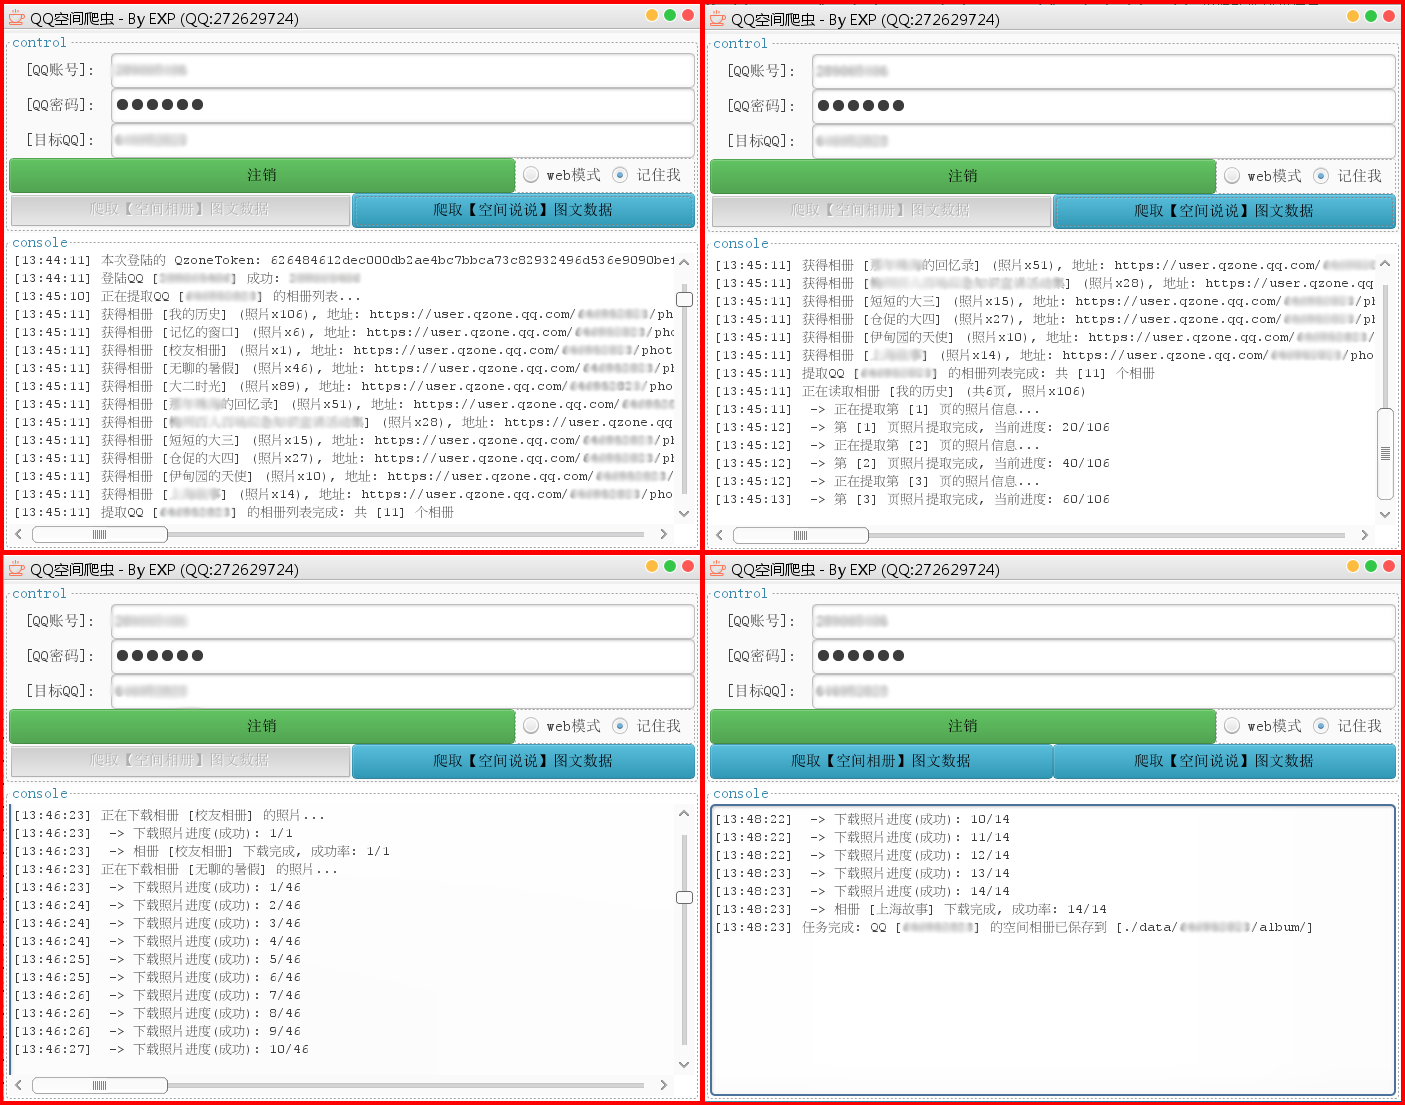 QQ空间爬虫 - By EXP (QQ:272629724)
control
[QQ账号]:
[QQ密码]: ●●●●●●
[目标QQ]:
注销 web模式 记住我
爬取【空间相册】图文数据 爬取【空间说说】图文数据
console
[13:44:11] 本次登陆的 QzoneToken: 626484612dec000db2ae4bc7bbca73c82932496d536e9090be
[13:44:11] 登陆QQ [] 成功:
[13:45:10] 正在提取QQ [] 的相册列表...
[13:45:11] 获得相册 [我的历史] (照片x106), 地址: https://user.qzone.qq.com//pho
[13:45:11] 获得相册 [记忆的窗口] (照片x6), 地址: https://user.qzone.qq.com//ph
[13:45:11] 获得相册 [校友相册] (照片x1), 地址: https://user.qzone.qq.com//phot
[13:45:11] 获得相册 [无聊的暑假] (照片x46), 地址: https://user.qzone.qq.com//p
[13:45:11] 获得相册 [大二时光] (照片x89), 地址: https://user.qzone.qq.com//pho
[13:45:11] 获得相册 [的回忆录] (照片x51), 地址: https://user.qzone.qq.com/
[13:45:11] 获得相册 [] (照片x28), 地址: https://user.qzone.qq
[13:45:11] 获得相册 [短短的大三] (照片x15), 地址: https://user.qzone.qq.com//p
[13:45:11] 获得相册 [仓促的大四] (照片x27), 地址: https://user.qzone.qq.com//p
[13:45:11] 获得相册 [伊甸园的天使] (照片x10), 地址: https://user.qzone.qq.com/
[13:45:11] 获得相册 [] (照片x14), 地址: https://user.qzone.qq.com//pho
[13:45:11] 提取QQ [] 的相册列表完成: 共 [11] 个相册
QQ空间爬虫 - By EXP (QQ:272629724)
control
[QQ账号]:
[QQ密码]: ●●●●●●
[目标QQ]:
注销 web模式 记住我
爬取【空间相册】图文数据 爬取【空间说说】图文数据
console
[13:45:11] 获得相册 [的回忆录] (照片x51), 地址: https://user.qzone.qq.com/
[13:45:11] 获得相册 [] (照片x28), 地址: https://user.qzone.qq
[13:45:11] 获得相册 [短短的大三] (照片x15), 地址: https://user.qzone.qq.com//p
[13:45:11] 获得相册 [仓促的大四] (照片x27), 地址: https://user.qzone.qq.com//p
[13:45:11] 获得相册 [伊甸园的天使] (照片x10), 地址: https://user.qzone.qq.com/
[13:45:11] 获得相册 [] (照片x14), 地址: https://user.qzone.qq.com//pho
[13:45:11] 提取QQ [] 的相册列表完成: 共 [11] 个相册
[13:45:11] 正在读取相册 [我的历史] (共6页, 照片x106)
[13:45:11] -> 正在提取第 [1] 页的照片信息...
[13:45:12] -> 第 [1] 页照片提取完成, 当前进度: 20/106
[13:45:12] -> 正在提取第 [2] 页的照片信息...
[13:45:12] -> 第 [2] 页照片提取完成, 当前进度: 40/106
[13:45:12] -> 正在提取第 [3] 页的照片信息...
[13:45:13] -> 第 [3] 页照片提取完成, 当前进度: 60/106
QQ空间爬虫 - By EXP (QQ:272629724)
control
[QQ账号]:
[QQ密码]: ●●●●●●
[目标QQ]:
注销 web模式 记住我
爬取【空间相册】图文数据 爬取【空间说说】图文数据
console
[13:46:23] 正在下载相册 [校友相册] 的照片...
[13:46:23] -> 下载照片进度(成功): 1/1
[13:46:23] -> 相册 [校友相册] 下载完成, 成功率: 1/1
[13:46:23] 正在下载相册 [无聊的暑假] 的照片...
[13:46:23] -> 下载照片进度(成功): 1/46
[13:46:24] -> 下载照片进度(成功): 2/46
[13:46:24] -> 下载照片进度(成功): 3/46
[13:46:24] -> 下载照片进度(成功): 4/46
[13:46:25] -> 下载照片进度(成功): 5/46
[13:46:25] -> 下载照片进度(成功): 6/46
[13:46:26] -> 下载照片进度(成功): 7/46
[13:46:26] -> 下载照片进度(成功): 8/46
[13:46:26] -> 下载照片进度(成功): 9/46
[13:46:27] -> 下载照片进度(成功): 10/46
QQ空间爬虫 - By EXP (QQ:272629724)
control
[QQ账号]:
[QQ密码]: ●●●●●●
[目标QQ]:
注销 web模式 记住我
爬取【空间相册】图文数据 爬取【空间说说】图文数据
console
[13:48:22] -> 下载照片进度(成功): 10/14
[13:48:22] -> 下载照片进度(成功): 11/14
[13:48:22] -> 下载照片进度(成功): 12/14
[13:48:23] -> 下载照片进度(成功): 13/14
[13:48:23] -> 下载照片进度(成功): 14/14
[13:48:23] -> 相册 [上海故事] 下载完成, 成功率: 14/14
[13:48:23] 任务完成: QQ [] 的空间相册已保存到 [./data//album/]